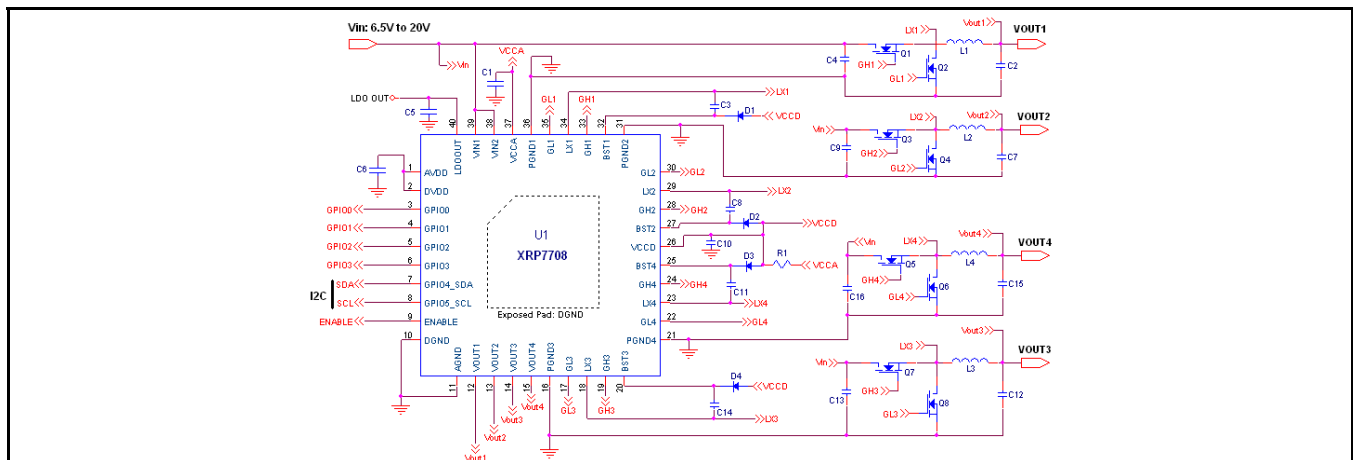 Vin: 6.5V to 20V
Vin
LDO OUT
C5
C1
VCCA
GL1
GH1
LX1
C3
D1
VCCD
40
39
38
37
36
35
34
33
32
31
LDOOUT
VIN1
VIN2
VCCA
PGND1
GL1
LX1
GH1
BST1
PGND2
C6
1 AVDD
2 DVDD
GPIO0 3 GPIO0
GPIO1 4 GPIO1
GPIO2 5 GPIO2
GPIO3 6 GPIO3
I2C
SDA 7 GPIO4_SDA
SCL 8 GPIO5_SCL
ENABLE 9 ENABLE
10 DGND
U1
XRP7708
Exposed Pad: DGND
GL2 30 GL2
LX2 29 LX2
C8
GH2 28 GH2
BST2 27 D2 VCCD
VCCD 26 C10
BST4 25 D3 R1 VCCA
GH4 24 GH4
C11
LX4 23 LX4
GL4 22 GL4
PGND4 21
AGND
VOUT1
VOUT2
VOUT3
VOUT4
PGND3
GL3
LX3
GH3
BST3
11
12
13
14
15
16
17
18
19
20
Vout1
Vout2
Vout3
Vout4
GL3
GH3
D4
VCCD
C14
LX3
C4
Q1
GH1
LX1
GL1
Q2
L1
Vout1
C2
VOUT1
Vin
C9
Q3
GH2
LX2
GL2
Q4
L2
Vout2
C7
VOUT2
Vin
C16
Q5
GH4
LX4
GL4
Q6
L4
Vout4
C15
VOUT4
Vin
C13
Q7
GH3
LX3
GL3
Q8
L3
Vout3
C12
VOUT3